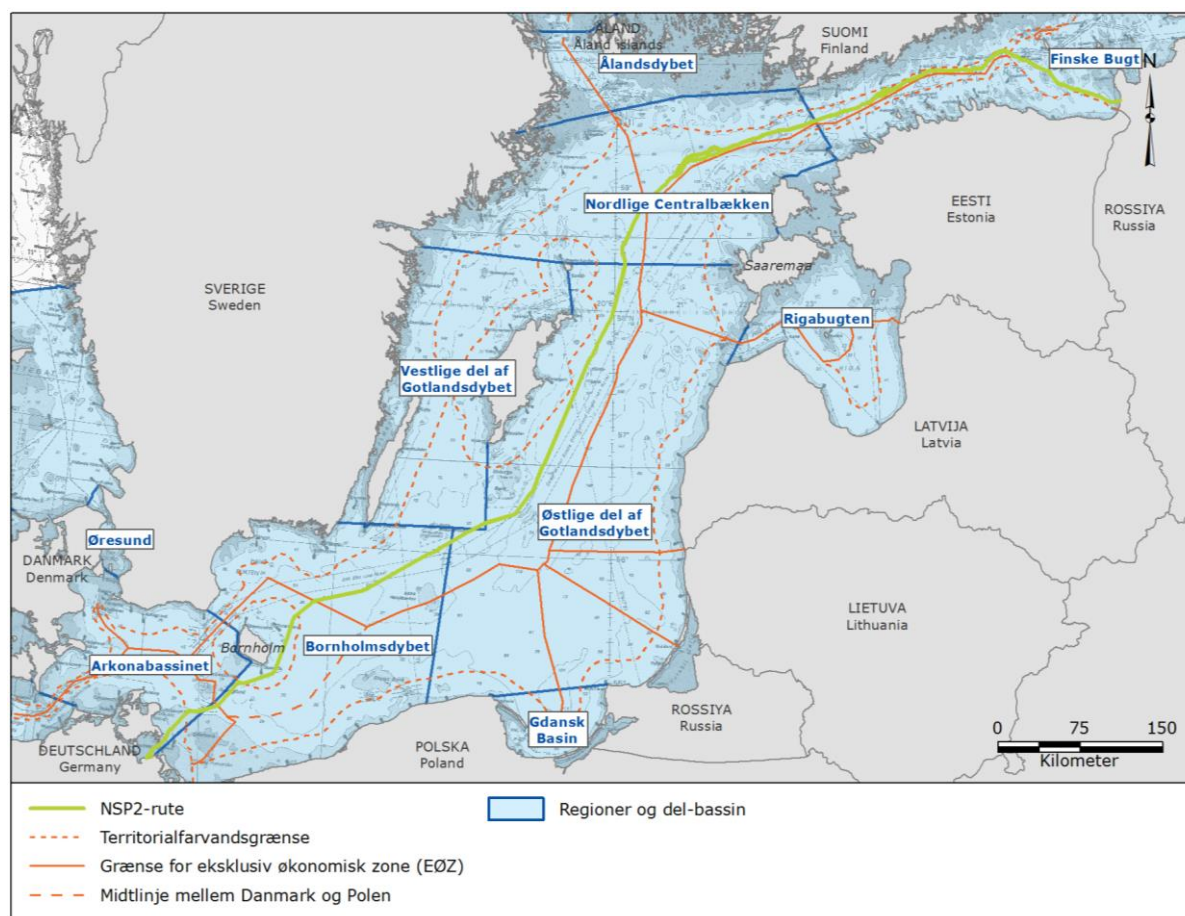 ÅLAND
Åland islands
Ålandsdybet
SUOMI
Finland
Finske Bugt
N
Nordlige Centralbækken
EESTI
Estonia
ROSSIYA
Russia
SVERIGE
Sweden
Saaremaa
Rigabugten
Vestlige del af
Gotlandsdybet
LATVIJA
Latvia
Østlige del af
Gotlandsdybet
Øresund
DANMARK
Denmark
LIETUVA
Lithuania
Bornholm
Bornholmsdybet
Arkonabassinet
Gdansk
Basin
ROSSIYA
Russia
DEUTSCHLAND
Germany
POLSKA
Poland
0 75 150
Kilometer
NSP2-rute
Regioner og del-bassin
Territorialfarvandsgrænse
Grænse for eksklusiv økonomisk zone (EØZ)
Midtlinje mellem Danmark og Polen